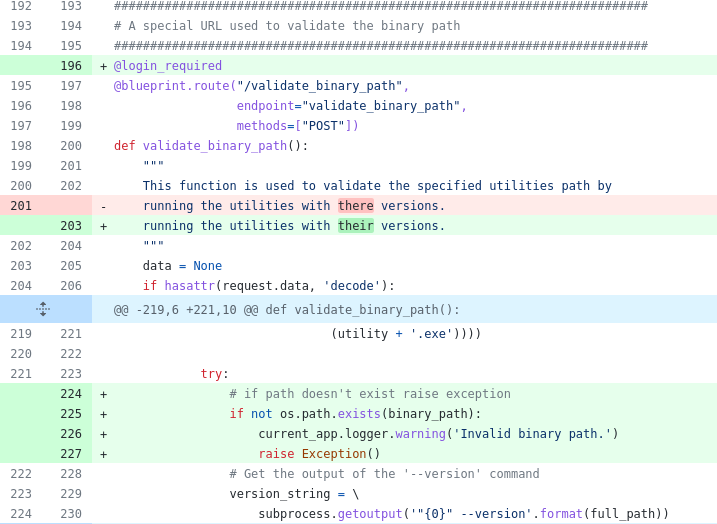 192 193 ##########################################################################
193 194 # A special URL used to validate the binary path
194 195 ##########################################################################
196 + @login_required
195 197 @blueprint.route("/validate_binary_path",
196 198 endpoint="validate_binary_path",
197 199 methods=["POST"])
198 200 def validate_binary_path():
199 201 """
200 202 This function is used to validate the specified utilities path by
201 - running the utilities with there versions.
203 + running the utilities with their versions.
202 204 """
203 205 data = None
204 206 if hasattr(request.data, 'decode'):
@@ -219,6 +221,10 @@ def validate_binary_path():
219 221 (utility + '.exe'))))
220 222
221 223 try:
224 + # if path doesn't exist raise exception
225 + if not os.path.exists(binary_path):
226 + current_app.logger.warning('Invalid binary path.')
227 + raise Exception()
222 228 # Get the output of the '--version' command
223 229 version_string = \
224 230 subprocess.getoutput('"{0}" --version'.format(full_path))